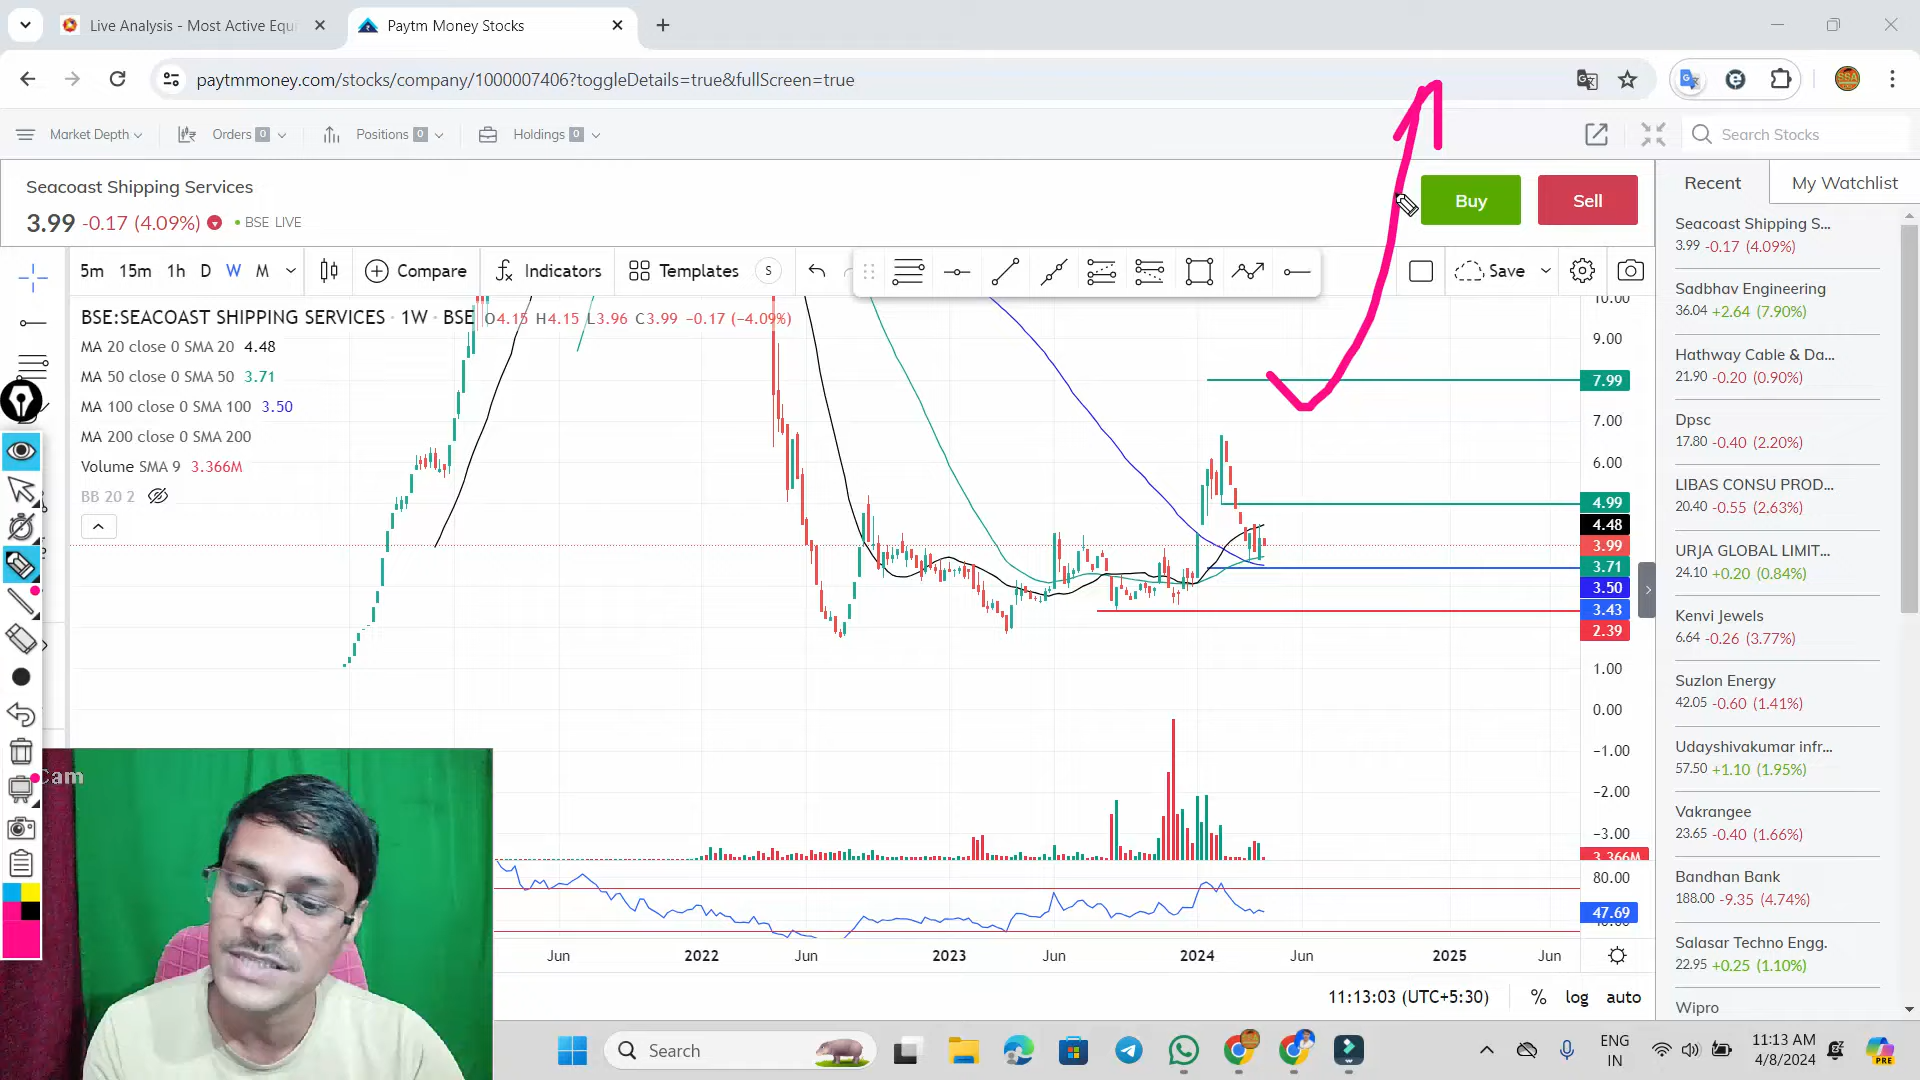 Live Analysis - Most Active Equi
Paytm Money Stocks
paytmmoney.com/stocks/company/1000007406?toggleDetails=true&fullScreen=true
Market Depth
Orders 0
Positions 0
Holdings 0
Search Stocks
Seacoast Shipping Services
3.99 -0.17 (4.09%)
BSE LIVE
Buy
Sell
Recent
My Watchlist
5m 15m 1h D W M
Compare
Indicators
Templates
S
Save
BSE:SEACOAST SHIPPING SERVICES · 1W · BSE O4.15 H4.15 L3.96 C3.99 -0.17 (-4.09%)
MA 20 close 0 SMA 20 4.48
MA 50 close 0 SMA 50 3.71
MA 100 close 0 SMA 100 3.50
MA 200 close 0 SMA 200
Volume SMA 9 3.366M
BB 20 2
10.00
9.00
7.99
7.00
6.00
4.99
4.48
3.99
3.71
3.50
3.43
2.39
1.00
0.00
-1.00
-2.00
-3.00
3.366M
80.00
47.69
Jun 2022 Jun 2023 Jun 2024 Jun 2025 Jun
11:13:03 (UTC+5:30)
% log auto
Seacoast Shipping S...
3.99 -0.17 (4.09%)
Sadbhav Engineering
36.04 +2.64 (7.90%)
Hathway Cable & Da...
21.90 -0.20 (0.90%)
Dpsc
17.80 -0.40 (2.20%)
LIBAS CONSU PROD...
20.40 -0.55 (2.63%)
URJA GLOBAL LIMIT...
24.10 +0.20 (0.84%)
Kenvi Jewels
6.64 -0.26 (3.77%)
Suzlon Energy
42.05 -0.60 (1.41%)
Udayshivakumar infr...
57.50 +1.10 (1.95%)
Vakrangee
23.65 -0.40 (1.66%)
Bandhan Bank
188.00 -9.35 (4.74%)
Salasar Techno Engg.
22.95 +0.25 (1.10%)
Wipro
Cam
Search
ENG
IN
11:13 AM
4/8/2024
PRE